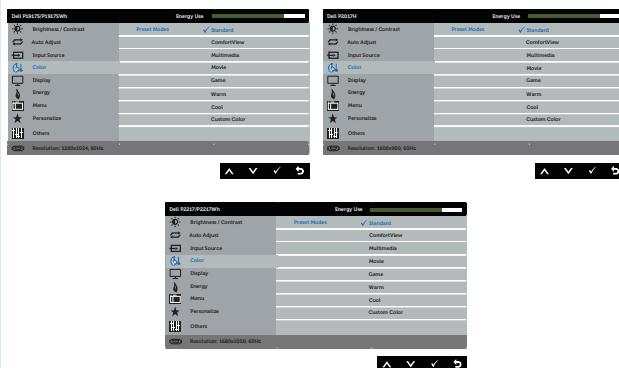 Dell P1917S/P1917SWh Energy Use
Brightness / Contrast Preset Modes ✓ Standard
Auto Adjust ComfortView
Input Source Multimedia
Color Movie
Display Game
Energy Warm
Menu Cool
Personalize Custom Color
Others
Resolution: 1280x1024, 60Hz
Dell P2017H Energy Use
Brightness / Contrast Preset Modes ✓ Standard
Auto Adjust ComfortView
Input Source Multimedia
Color Movie
Display Game
Energy Warm
Menu Cool
Personalize Custom Color
Others
Resolution: 1600x900, 60Hz
Dell P2217/P2217Wh Energy Use
Brightness / Contrast Preset Modes ✓ Standard
Auto Adjust ComfortView
Input Source Multimedia
Color Movie
Display Game
Energy Warm
Menu Cool
Personalize Custom Color
Others
Resolution: 1680x1050, 60Hz